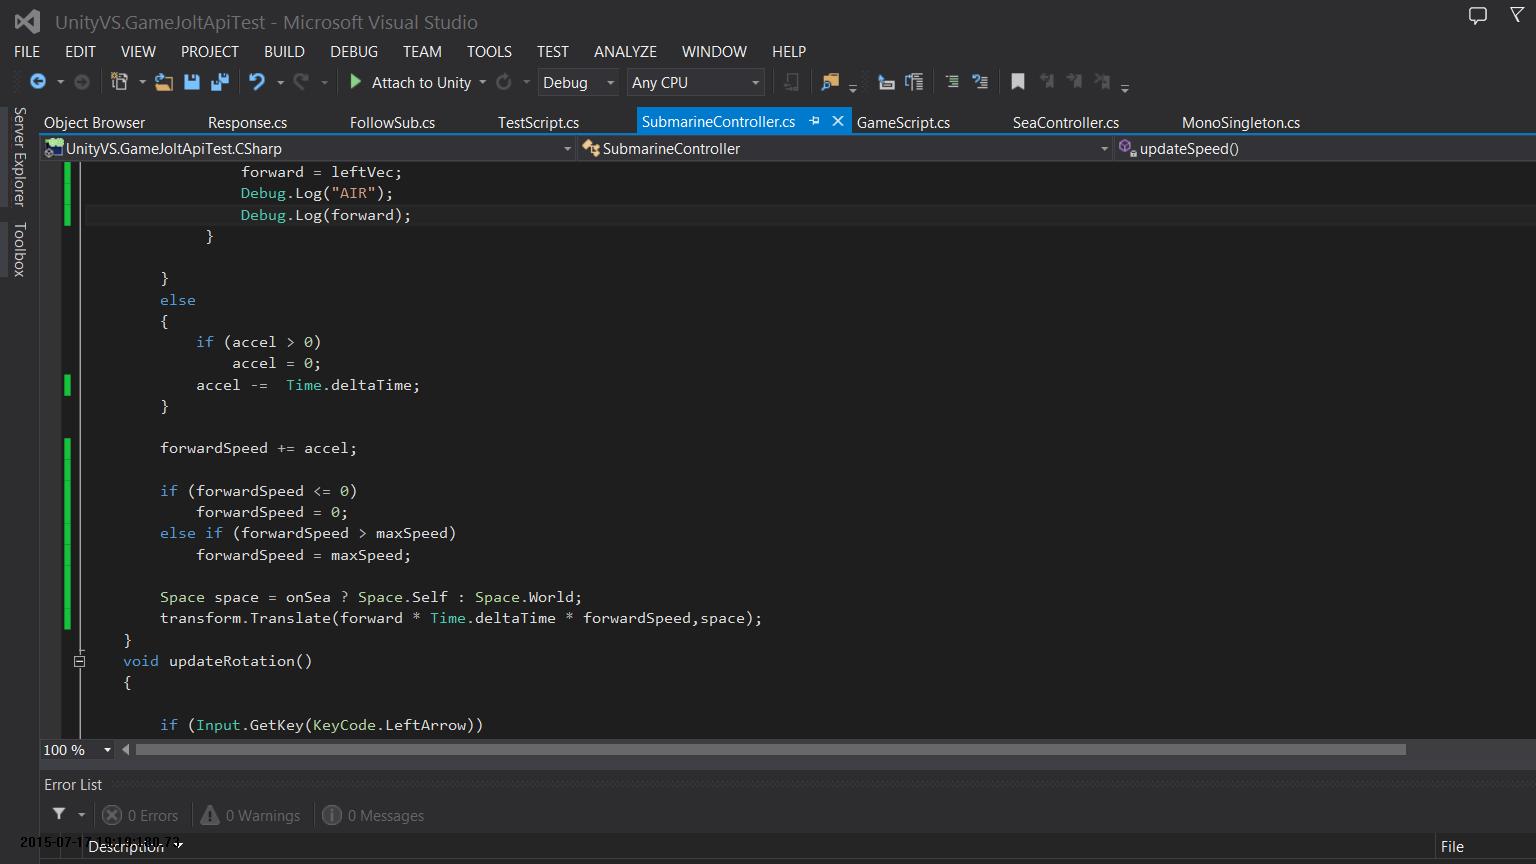 UnityVS.GameJoltApiTest - Microsoft Visual Studio
FILE EDIT VIEW PROJECT BUILD DEBUG TEAM TOOLS TEST ANALYZE WINDOW HELP
Attach to Unity Debug Any CPU
Server Explorer
Toolbox
Object Browser Response.cs FollowSub.cs TestScript.cs SubmarineController.cs GameScript.cs SeaController.cs MonoSingleton.cs
UnityVS.GameJoltApiTest.CSharp SubmarineController updateSpeed()
forward = leftVec;
Debug.Log("AIR");
Debug.Log(forward);
}
}
else
{
if (accel > 0)
accel = 0;
accel -= Time.deltaTime;
}
forwardSpeed += accel;
if (forwardSpeed <= 0)
forwardSpeed = 0;
else if (forwardSpeed > maxSpeed)
forwardSpeed = maxSpeed;
Space space = onSea ? Space.Self : Space.World;
transform.Translate(forward * Time.deltaTime * forwardSpeed,space);
}
void updateRotation()
{
if (Input.GetKey(KeyCode.LeftArrow))
100 %
Error List
0 Errors 0 Warnings 0 Messages
Description File